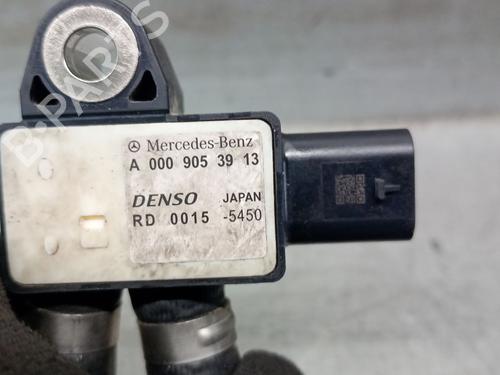 Mercedes-Benz
A 000 905 39 13
DENSO JAPAN
RD 0015 -5450
B-PARTS